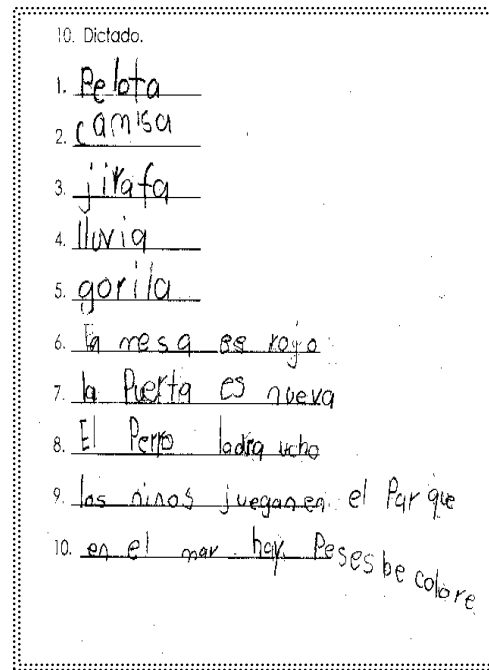 10. Dictado.
1. Pelota
2. camisa
3. jirafa
4. lluvia
5. gorila
6. la mesa es rojo
7. la Puerta es nueva
8. El Perro ladra ucho
9. los ninos juegan en el Parque
10. en el mar hay Peses be colore